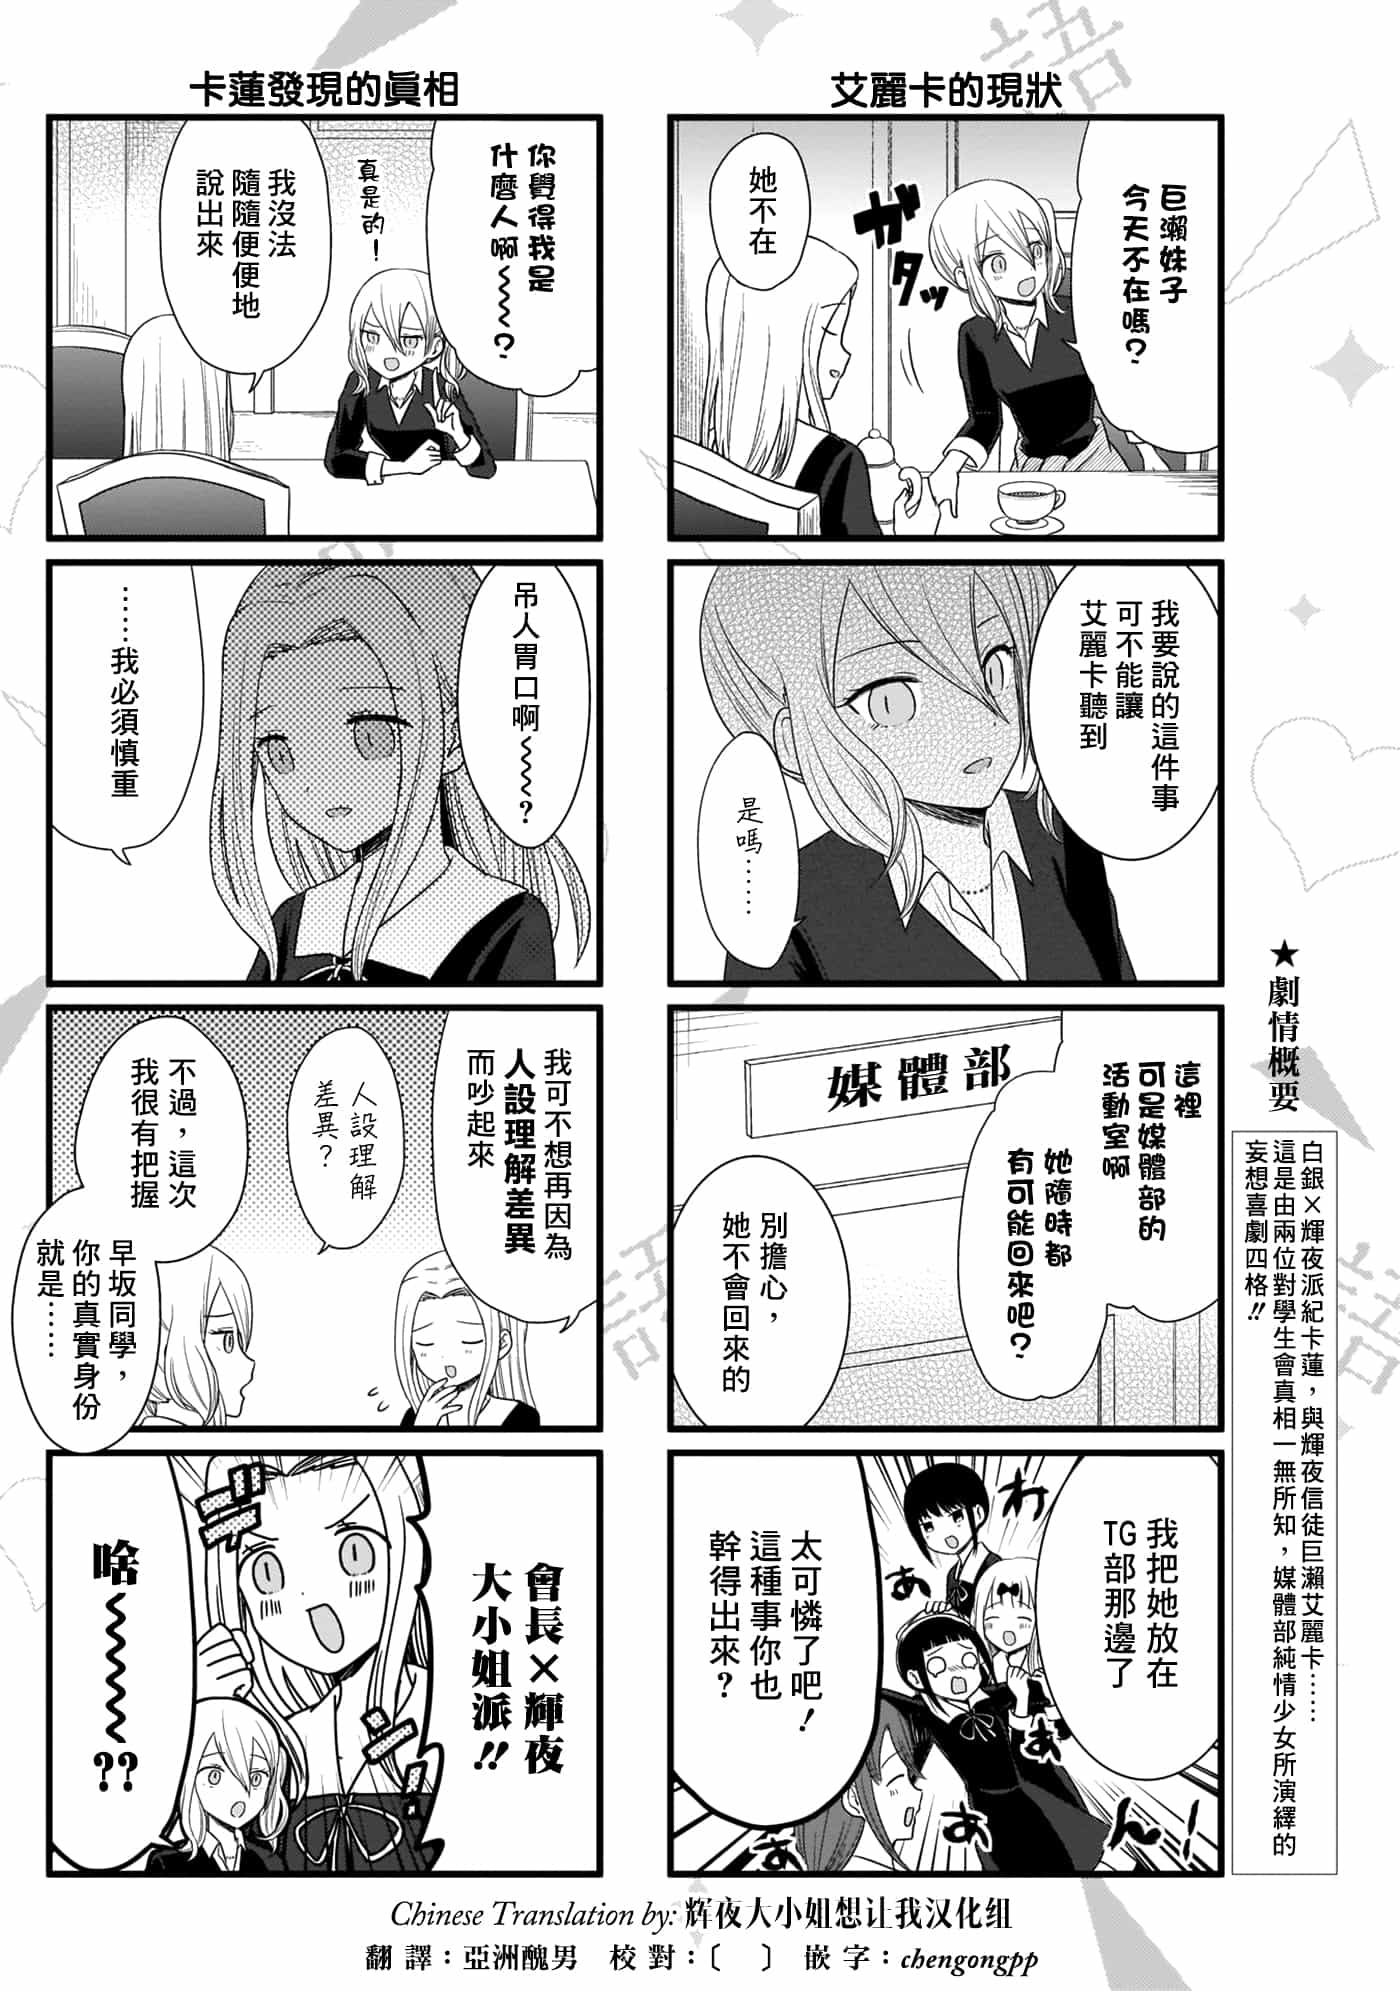 艾麗卡的現狀
巨瀨妹子
今天不在嗎？
ガタッ
她不在
我要說的這件事
可不能讓
艾麗卡聽到
是嗎……
媒體部
這裡
可是媒體部的
活動室啊
她隨時都
有可能回來吧？
別擔心，
她不會回來的
我把她放在
TG部那邊了
わ
あ
あ
あ
あ
ん！
太可憐了吧！
這種事你也
幹得出來？
卡蓮發現的眞相
你覺得我是
什麼人啊～～～？
真是的！
我沒法
隨隨便便地
說出來
吊人胃口啊～～～？
……我必須慎重
我可不想再因為
人設理解差異
而吵起來
人設理解
差異？
不過，這次
我很有把握
早坂同學，
你的真實身份
就是……
會長×輝夜
大小姐派！！
啥～～～～～？？
★劇情概要
白銀×輝夜派紀卡蓮，與輝夜信徒巨瀨艾麗卡……
這是由兩位對學生會真相一無所知，媒體部純情少女所演繹的
妄想喜劇四格！！
Chinese Translation by: 辉夜大小姐想让我汉化组
翻譯：亞洲醜男 校對：〔 〕 嵌字：chengongpp